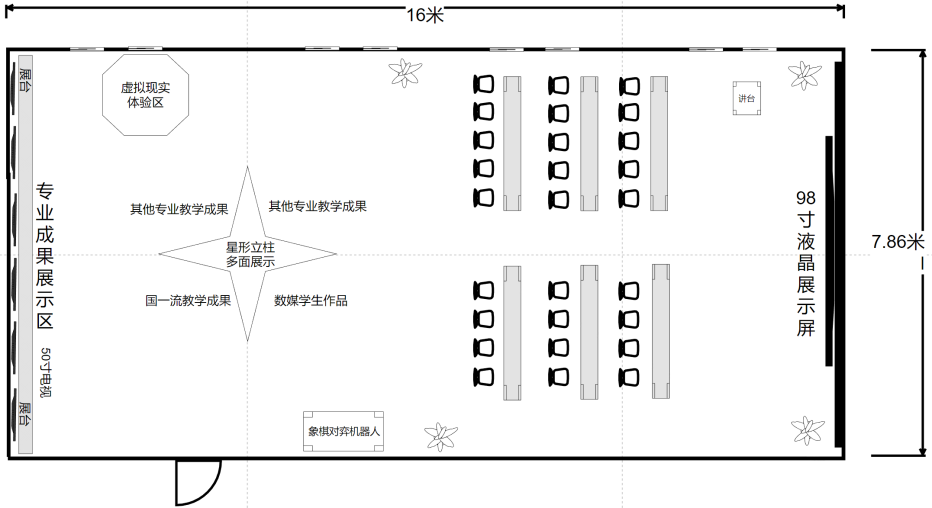 16米
展台
虚拟现实
体验区
讲台
专业成果展示区
其他专业教学成果
其他专业教学成果
星形立柱
多面展示
国一流教学成果
数媒学生作品
98寸液晶展示屏
7.86米
50寸电视
展台
象棋对弈机器人